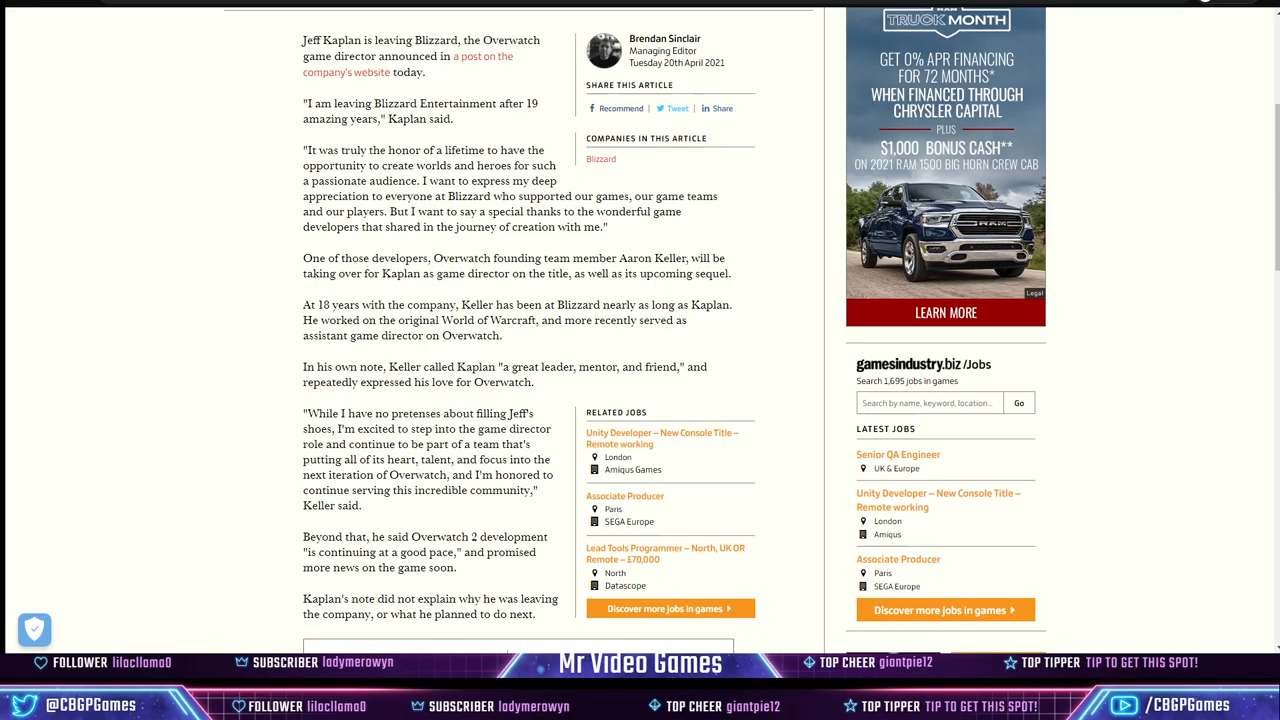 Jeff Kaplan is leaving Blizzard, the Overwatch
game director announced in a post on the
company's website today.
"I am leaving Blizzard Entertainment after 19
amazing years," Kaplan said.
"It was truly the honor of a lifetime to have the
opportunity to create worlds and heroes for such
a passionate audience. I want to express my deep
appreciation to everyone at Blizzard who supported our games, our game teams
and our players. But I want to say a special thanks to the wonderful game
developers that shared in the journey of creation with me."
One of those developers, Overwatch founding team member Aaron Keller, will be
taking over for Kaplan as game director on the title, as well as its upcoming sequel.
At 18 years with the company, Keller has been at Blizzard nearly as long as Kaplan.
He worked on the original World of Warcraft, and more recently served as
assistant game director on Overwatch.
In his own note, Keller called Kaplan "a great leader, mentor, and friend," and
repeatedly expressed his love for Overwatch.
"While I have no pretenses about filling Jeff's
shoes, I'm excited to step into the game director
role and continue to be part of a team that's
putting all of its heart, talent, and focus into the
next iteration of Overwatch, and I'm honored to
continue serving this incredible community,"
Keller said.
Beyond that, he said Overwatch 2 development
"is continuing at a good pace," and promised
more news on the game soon.
Kaplan's note did not explain why he was leaving
the company, or what he planned to do next.
Brendan Sinclair
Managing Editor
Tuesday 20th April 2021
SHARE THIS ARTICLE
Recommend | Tweet | Share
COMPANIES IN THIS ARTICLE
Blizzard
RELATED JOBS
Unity Developer – New Console Title –
Remote working
London
Amiqus Games
Associate Producer
Paris
SEGA Europe
Lead Tools Programmer – North, UK OR
Remote – £70,000
North
Datascope
Discover more jobs in games
RAM
TRUCK MONTH
GET 0% APR FINANCING
FOR 72 MONTHS*
WHEN FINANCED THROUGH
CHRYSLER CAPITAL
PLUS
$1,000 BONUS CASH**
ON 2021 RAM 1500 BIG HORN CREW CAB
RAM
Legal
LEARN MORE
gamesindustry.biz /Jobs
Search 1,695 jobs in games
Search by name, keyword, location... Go
LATEST JOBS
Senior QA Engineer
UK & Europe
Unity Developer – New Console Title –
Remote working
London
Amiqus
Associate Producer
Paris
SEGA Europe
Discover more jobs in games
FOLLOWER lilacllama0 SUBSCRIBER ladymerowyn Mr Video Games TOP CHEER giantpie12 TOP TIPPER TIP TO GET THIS SPOT!
@CBGPGames FOLLOWER lilacllama0 SUBSCRIBER ladymerowyn TOP CHEER giantpie12 TOP TIPPER TIP TO GET THIS SPOT! /CBGPGames